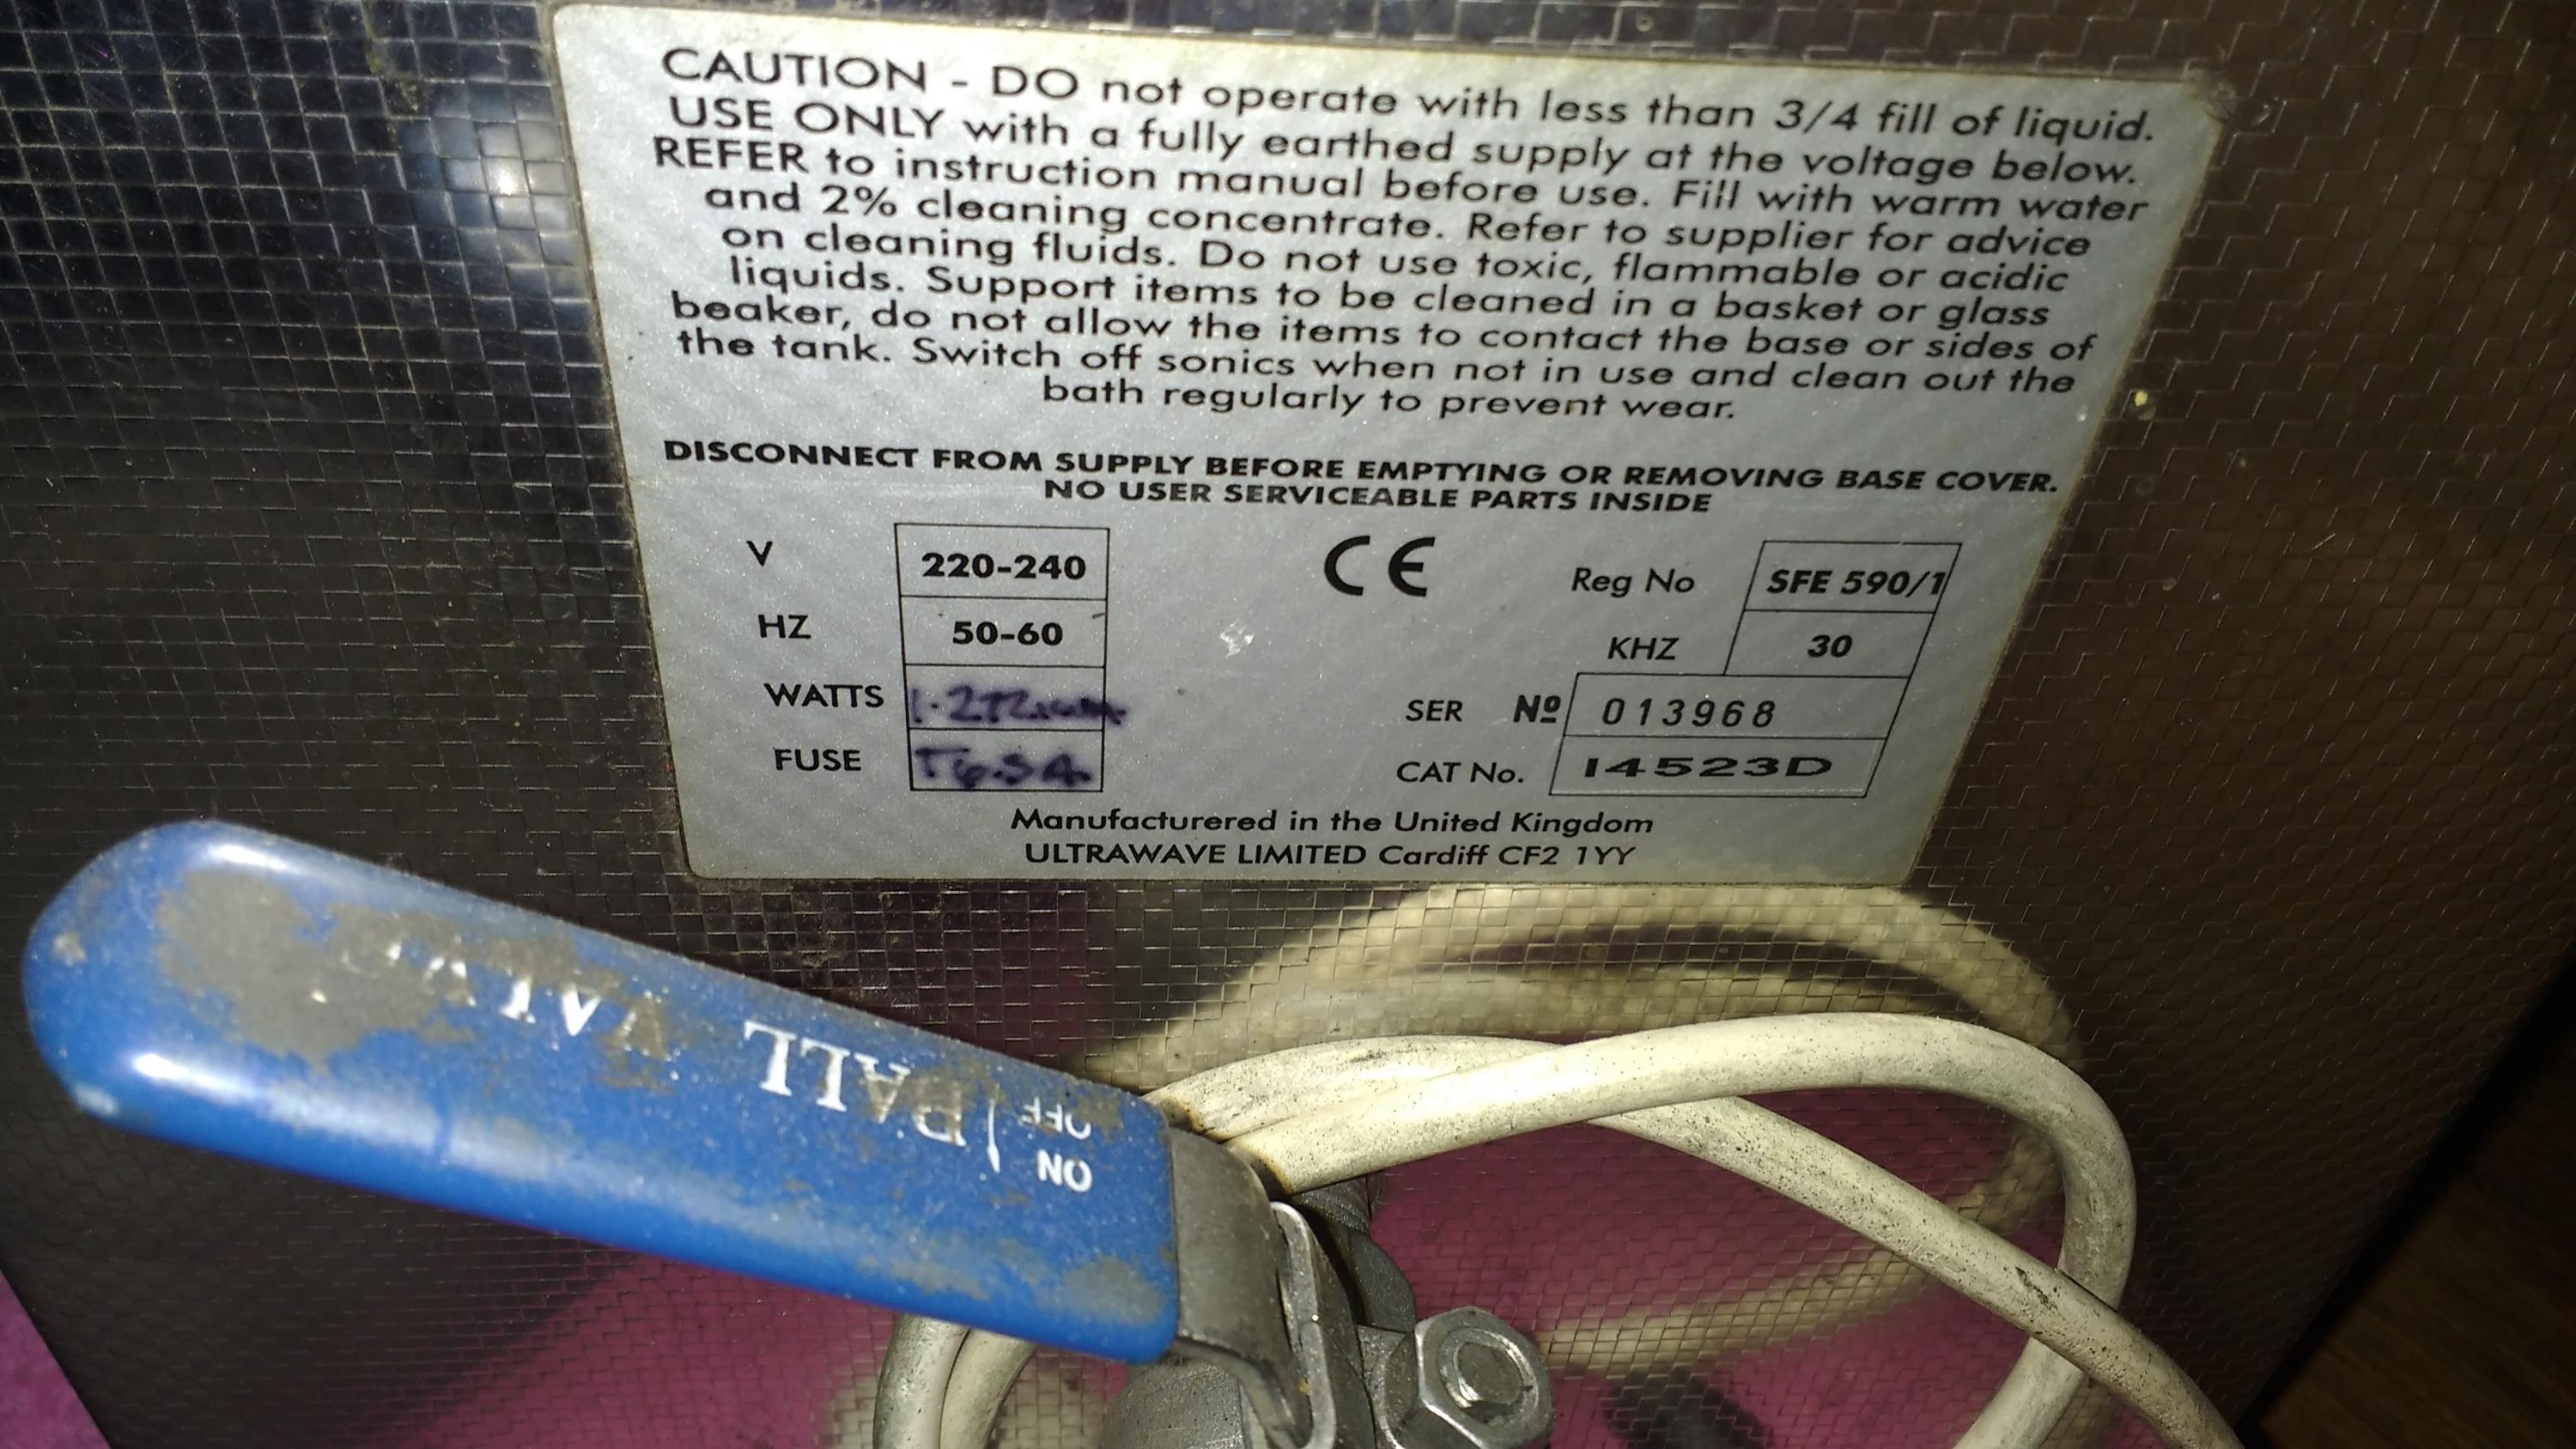 CAUTION - DO not operate with less than 3/4 fill of liquid.
USE ONLY with a fully earthed supply at the voltage below.
REFER to instruction manual before use. Fill with warm water
and 2% cleaning concentrate. Refer to supplier for advice
on cleaning fluids. Do not use toxic, flammable or acidic
liquids. Support items to be cleaned in a basket or glass
beaker, do not allow the items to contact the base or sides of
the tank. Switch off sonics when not in use and clean out the
bath regularly to prevent wear.
DISCONNECT FROM SUPPLY BEFORE EMPTYING OR REMOVING BASE COVER.
NO USER SERVICEABLE PARTS INSIDE
V 220-240 CE Reg No SFE 590/1
HZ 50-60 KHZ 30
WATTS SER Nº 013968
FUSE T6.3A CAT No. 14523D
Manufacturered in the United Kingdom
ULTRAWAVE LIMITED Cardiff CF2 1YY
ON
OFF
BALL VALVE